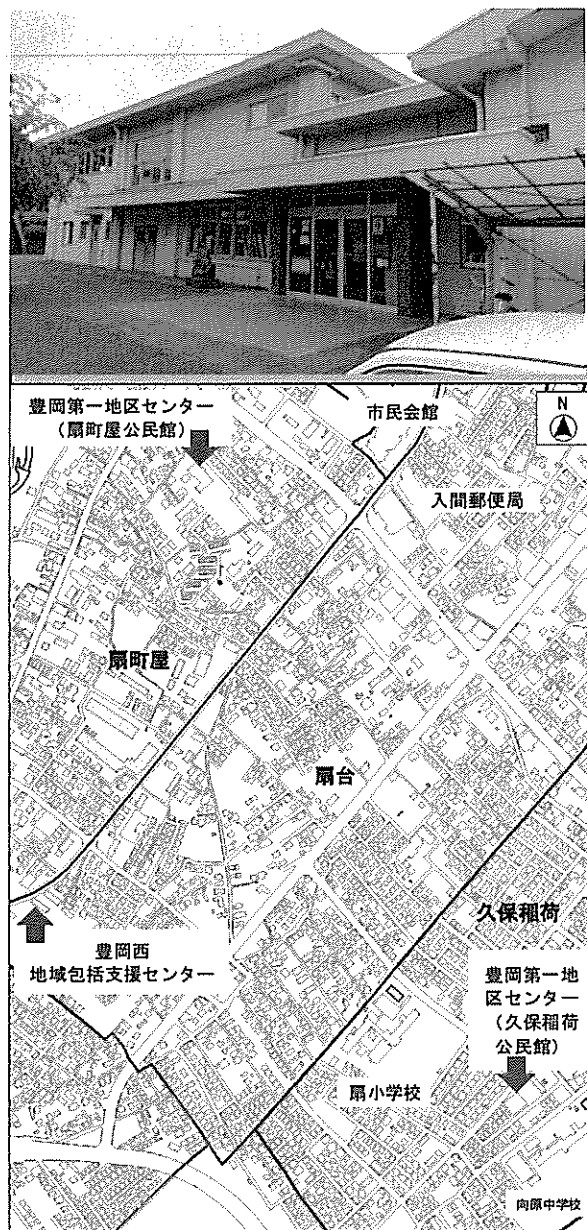 豊岡第一地区センター
（扇町屋公民館）
市民会館
N
入間郵便局
扇町屋
扇台
久保稲荷
豊岡西
地域包括支援センター
豊岡第一地
区センター
（久保稲荷
公民館）
扇小学校
向原中学校